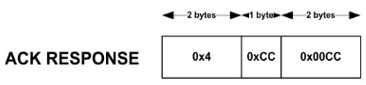 2 bytes 1 byte 2 bytes
ACK RESPONSE 0x4 0xCC 0x00CC